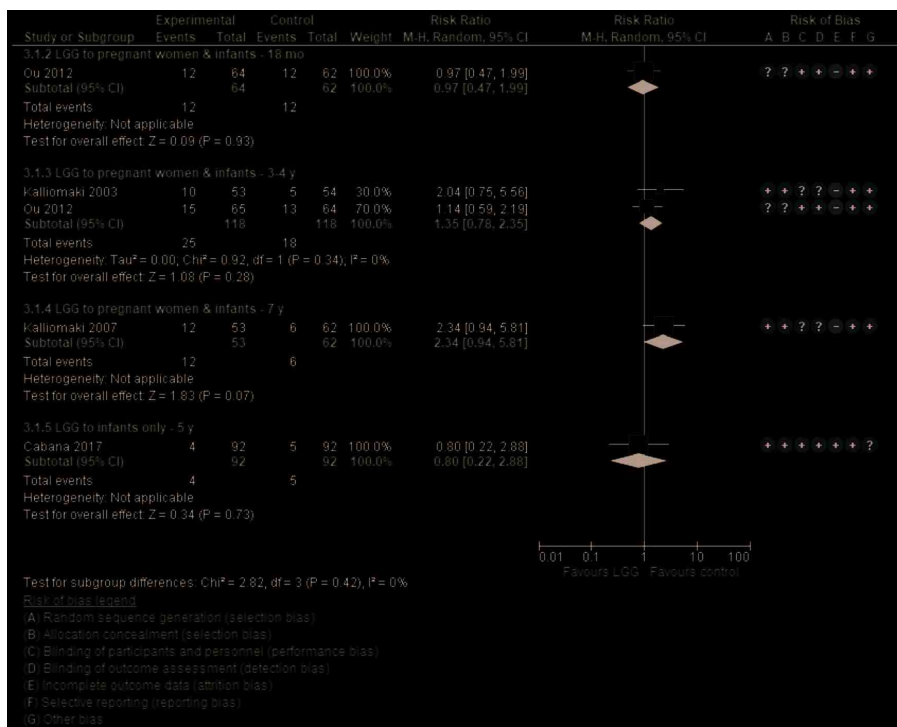 Experimental Control Risk Ratio Risk Ratio Risk of Bias
Study or Subgroup Events Total Events Total Weight M-H, Random, 95% CI M-H, Random, 95% CI A B C D E F G
3.1.2 LGG to pregnant women & infants - 18 mo
Ou 2012 12 64 12 62 100.0% 0.97 [0.47, 1.99] ? ? + + − + +
Subtotal (95% CI) 64 62 100.0% 0.97 [0.47, 1.99]
Total events 12 12
Heterogeneity: Not applicable
Test for overall effect: Z = 0.09 (P = 0.93)
3.1.3 LGG to pregnant women & infants - 3-4 y
Kalliomaki 2003 10 53 5 54 30.0% 2.04 [0.75, 5.56] + + ? ? − + +
Ou 2012 15 65 13 64 70.0% 1.14 [0.59, 2.19] ? ? + + − + +
Subtotal (95% CI) 118 118 100.0% 1.35 [0.78, 2.35]
Total events 25 18
Heterogeneity: Tau² = 0.00; Chi² = 0.92, df = 1 (P = 0.34); I² = 0%
Test for overall effect: Z = 1.08 (P = 0.28)
3.1.4 LGG to pregnant women & infants - 7 y
Kalliomaki 2007 12 53 6 62 100.0% 2.34 [0.94, 5.81] + + ? ? − + +
Subtotal (95% CI) 53 62 100.0% 2.34 [0.94, 5.81]
Total events 12 6
Heterogeneity: Not applicable
Test for overall effect: Z = 1.83 (P = 0.07)
3.1.5 LGG to infants only - 5 y
Cabana 2017 4 92 5 92 100.0% 0.80 [0.22, 2.88] + + + + + + ?
Subtotal (95% CI) 92 92 100.0% 0.80 [0.22, 2.88]
Total events 4 5
Heterogeneity: Not applicable
Test for overall effect: Z = 0.34 (P = 0.73)
0.01 0.1 1 10 100
Favours LGG Favours control
Test for subgroup differences: Chi² = 2.82, df = 3 (P = 0.42), I² = 0%
Risk of bias legend
(A) Random sequence generation (selection bias)
(B) Allocation concealment (selection bias)
(C) Blinding of participants and personnel (performance bias)
(D) Blinding of outcome assessment (detection bias)
(E) Incomplete outcome data (attrition bias)
(F) Selective reporting (reporting bias)
(G) Other bias